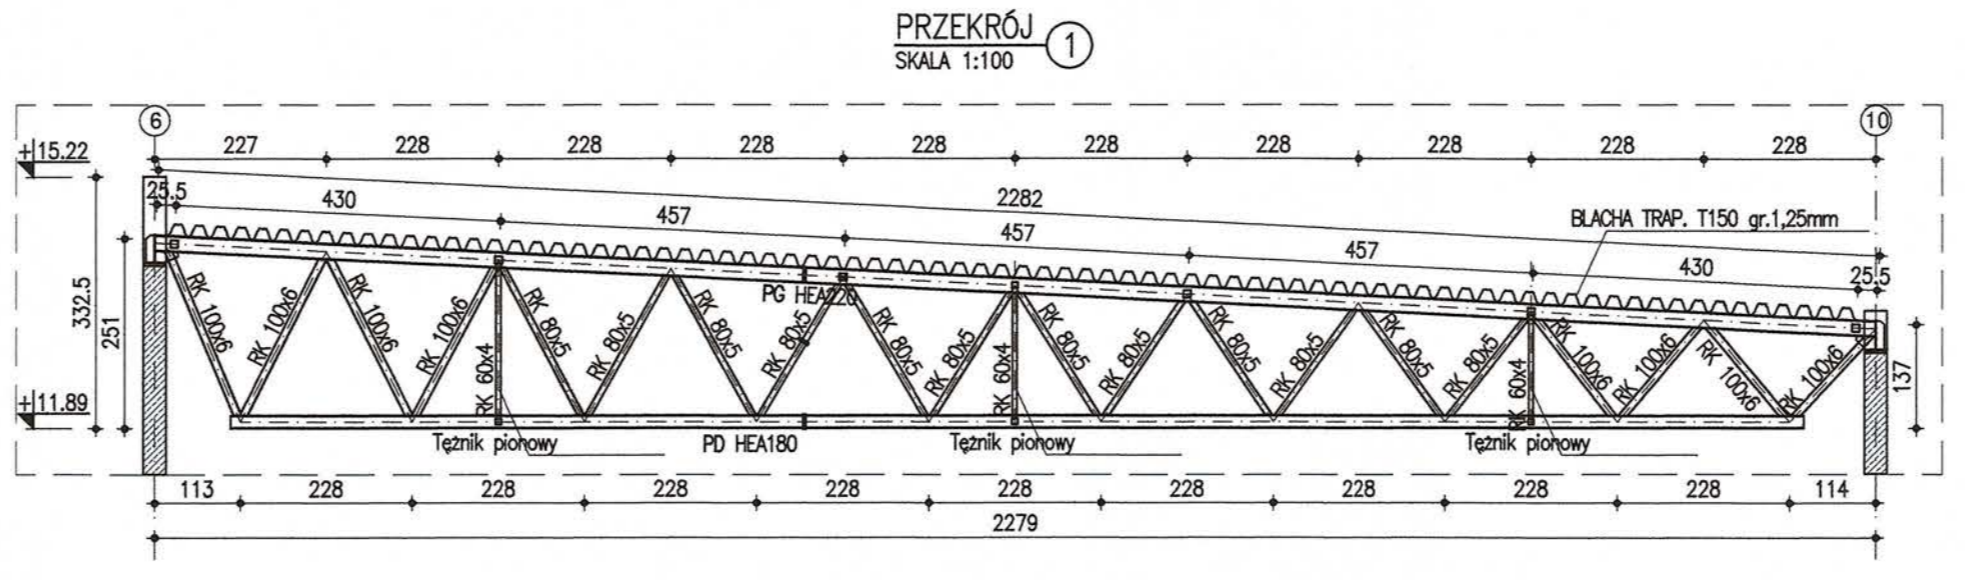 PRZEKRÓJ
SKALA 1:100
1
6
10
227 228 228 228 228 228 228 228 228 228
+15.22
25.5
430
2282
457
457
457
430
25.5
BLACHA TRAP. T150 gr.1,25mm
332.5
251
137
PG HEA220
RK 100x6
RK 100x6
RK 100x6
RK 100x6
RK 60x4
RK 80x5
RK 80x5
RK 80x5
RK 80x5
RK 80x5
RK 80x5
RK 60x4
RK 80x5
RK 80x5
RK 80x5
RK 80x5
RK 80x5
RK 80x5
RK 60x4
RK 100x6
RK 100x6
RK 100x6
RK 100x6
+11.89
Tężnik pionowy
PD HEA180
Tężnik pionowy
Tężnik pionowy
113 228 228 228 228 228 228 228 228 228 114
2279